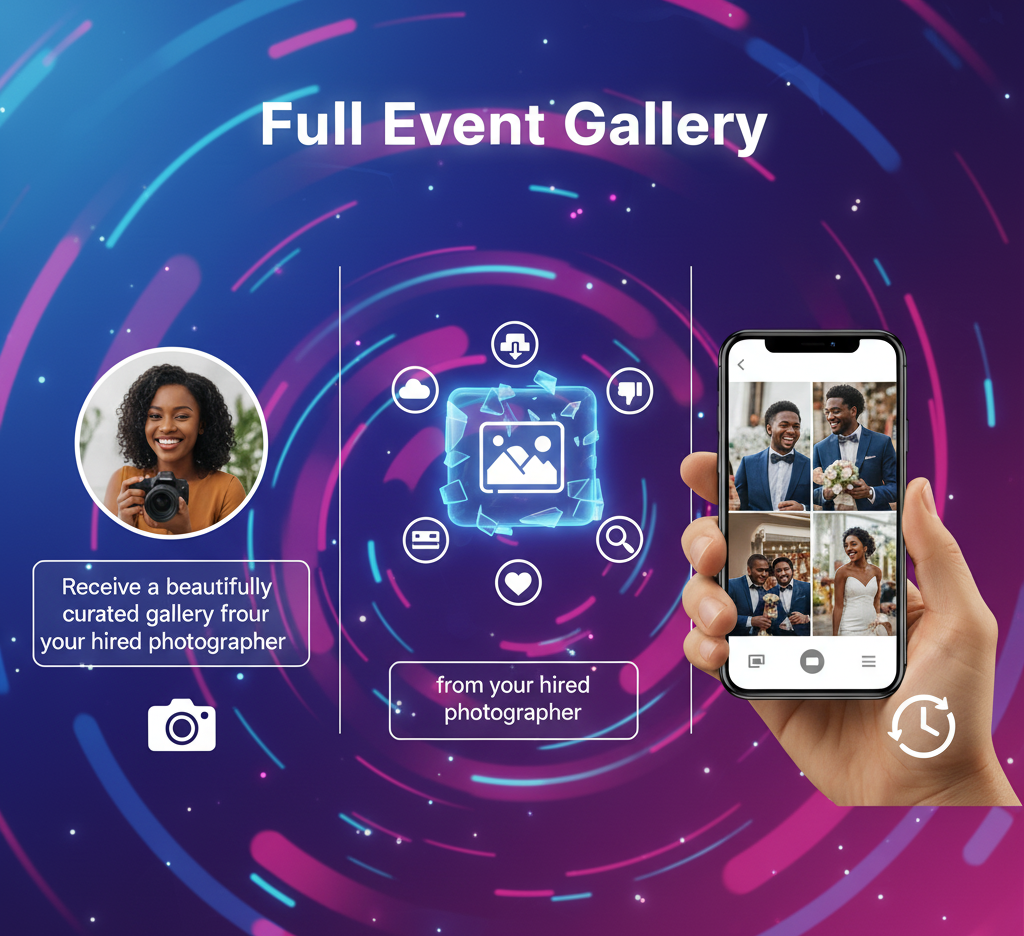 Full Event Gallery
Receive a beautifully
curated gallery frour
your hired photographer
from your hired
photographer